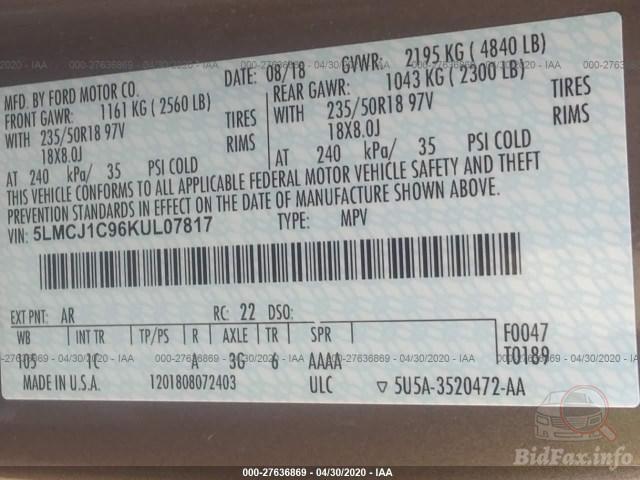 000-27636869 - 04/30/2020 - IAA
MFD. BY FORD MOTOR CO.
DATE: 08/18
GVWR: 2195 KG ( 4840 LB)
FRONT GAWR: 1161 KG ( 2560 LB)
REAR GAWR: 1043 KG ( 2300 LB)
WITH 235/50R18 97V TIRES
WITH 235/50R18 97V TIRES
18X8.0J RIMS
18X8.0J RIMS
AT 240 kPa/ 35 PSI COLD
AT 240 kPa/ 35 PSI COLD
THIS VEHICLE CONFORMS TO ALL APPLICABLE FEDERAL MOTOR VEHICLE SAFETY AND THEFT
PREVENTION STANDARDS IN EFFECT ON THE DATE OF MANUFACTURE SHOWN ABOVE.
VIN: 5LMCJ1C96KUL07817
TYPE: MPV
EXT PNT: AR RC: 22 DSO:
WB INT TR TP/PS R AXLE TR SPR
F0047
T0189
105 1C A 3G 6 AAAA
MADE IN U.S.A. 1201808072403 ULC ▽ 5U5A-3520472-AA
BidFax.info
000-27636869 - 04/30/2020 - IAA